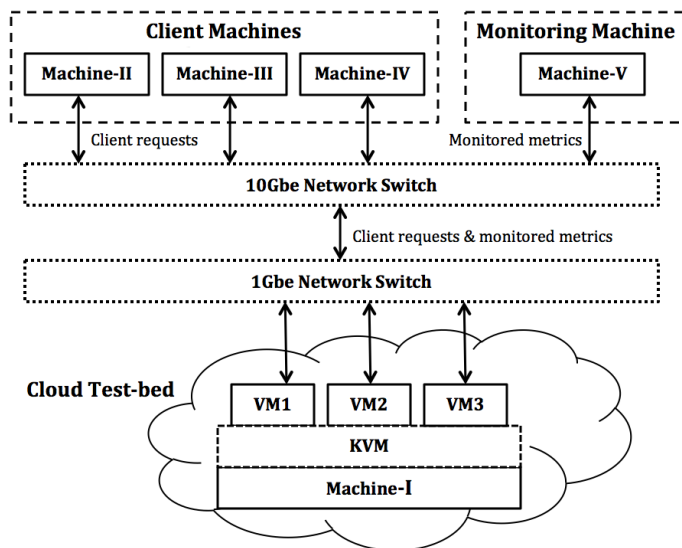 Client Machines
Monitoring Machine
Machine-II
Machine-III
Machine-IV
Machine-V
Client requests
Monitored metrics
10Gbe Network Switch
Client requests & monitored metrics
1Gbe Network Switch
Cloud Test-bed
VM1
VM2
VM3
KVM
Machine-I